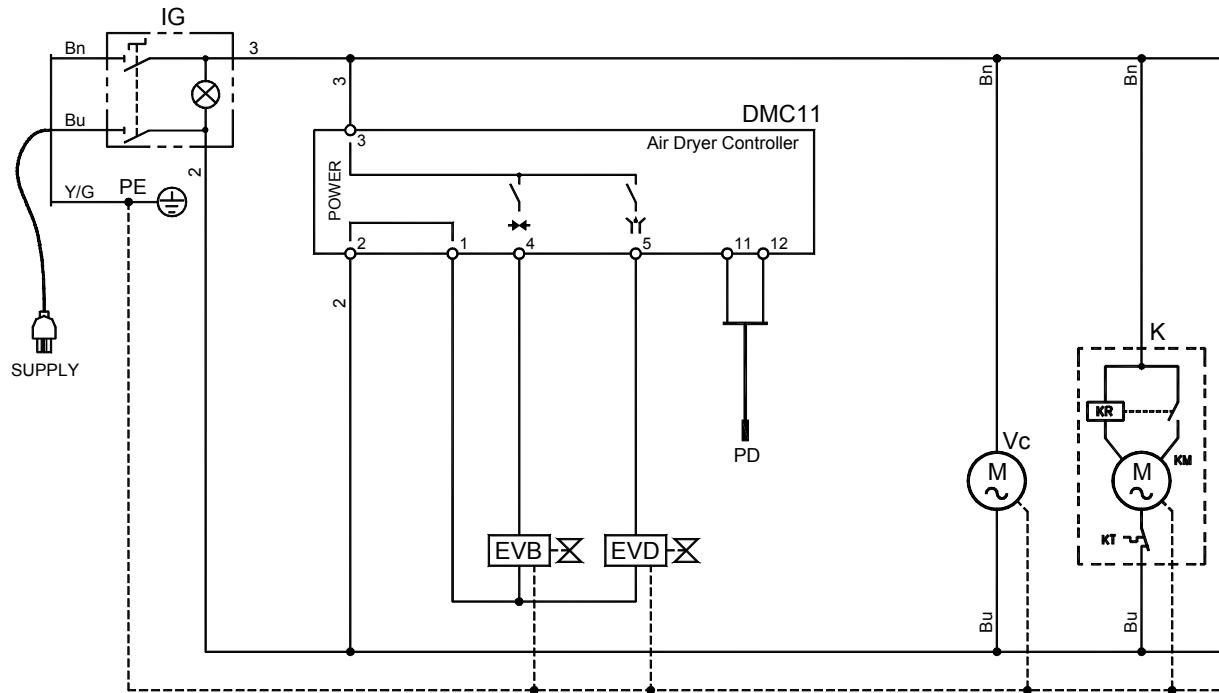 IG
Bn
3
Bu
Y/G
PE
2
SUPPLY
3
DMC11
Air Dryer Controller
3
POWER
2
1
4
5
11
12
2
PD
EVB
EVD
Bn
Vc
M
Bu
Bn
K
KR
M
KM
KT
Bu